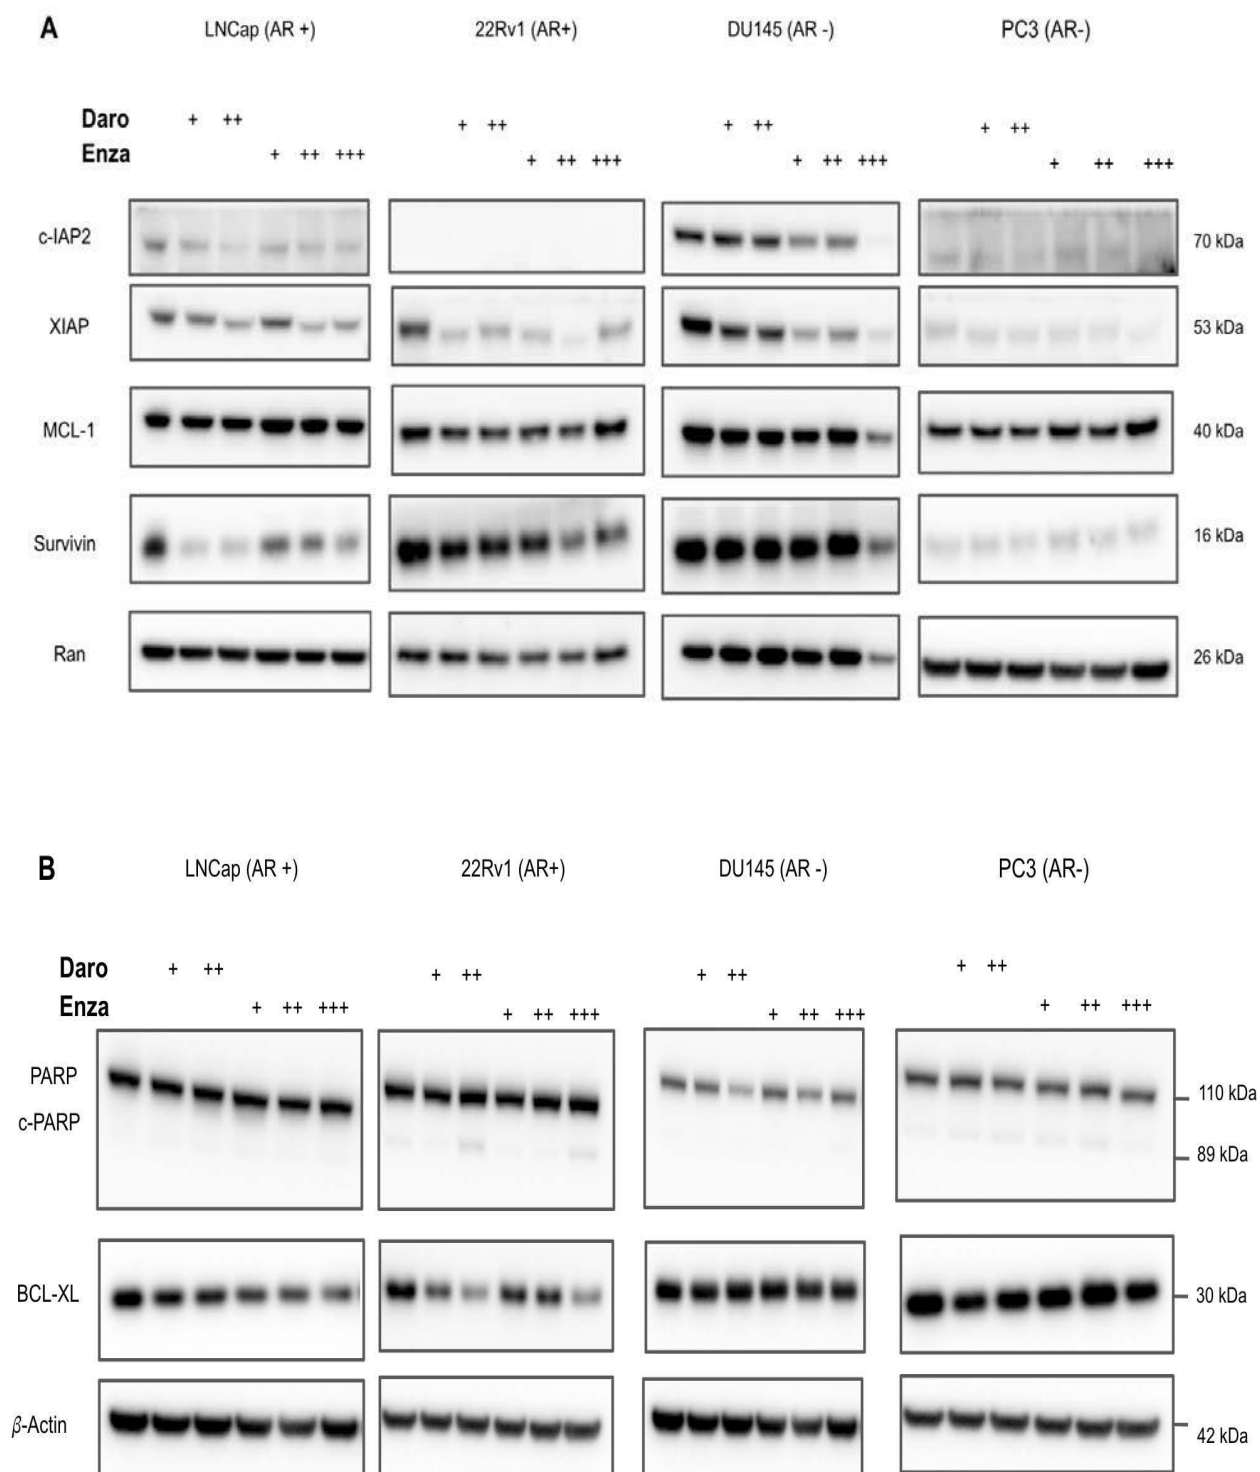 A
LNCap (AR +) 22Rv1 (AR+) DU145 (AR -) PC3 (AR-)
Daro + ++ + ++ + ++ + ++
Enza + ++ +++ + ++ +++ + ++ +++ + ++ +++
c-IAP2 70 kDa
XIAP 53 kDa
MCL-1 40 kDa
Survivin 16 kDa
Ran 26 kDa
B
LNCap (AR +) 22Rv1 (AR+) DU145 (AR -) PC3 (AR-)
Daro + ++ + ++ + ++ + ++
Enza + ++ +++ + ++ +++ + ++ +++ + ++ +++
PARP 110 kDa
c-PARP
89 kDa
BCL-XL 30 kDa
β-Actin 42 kDa